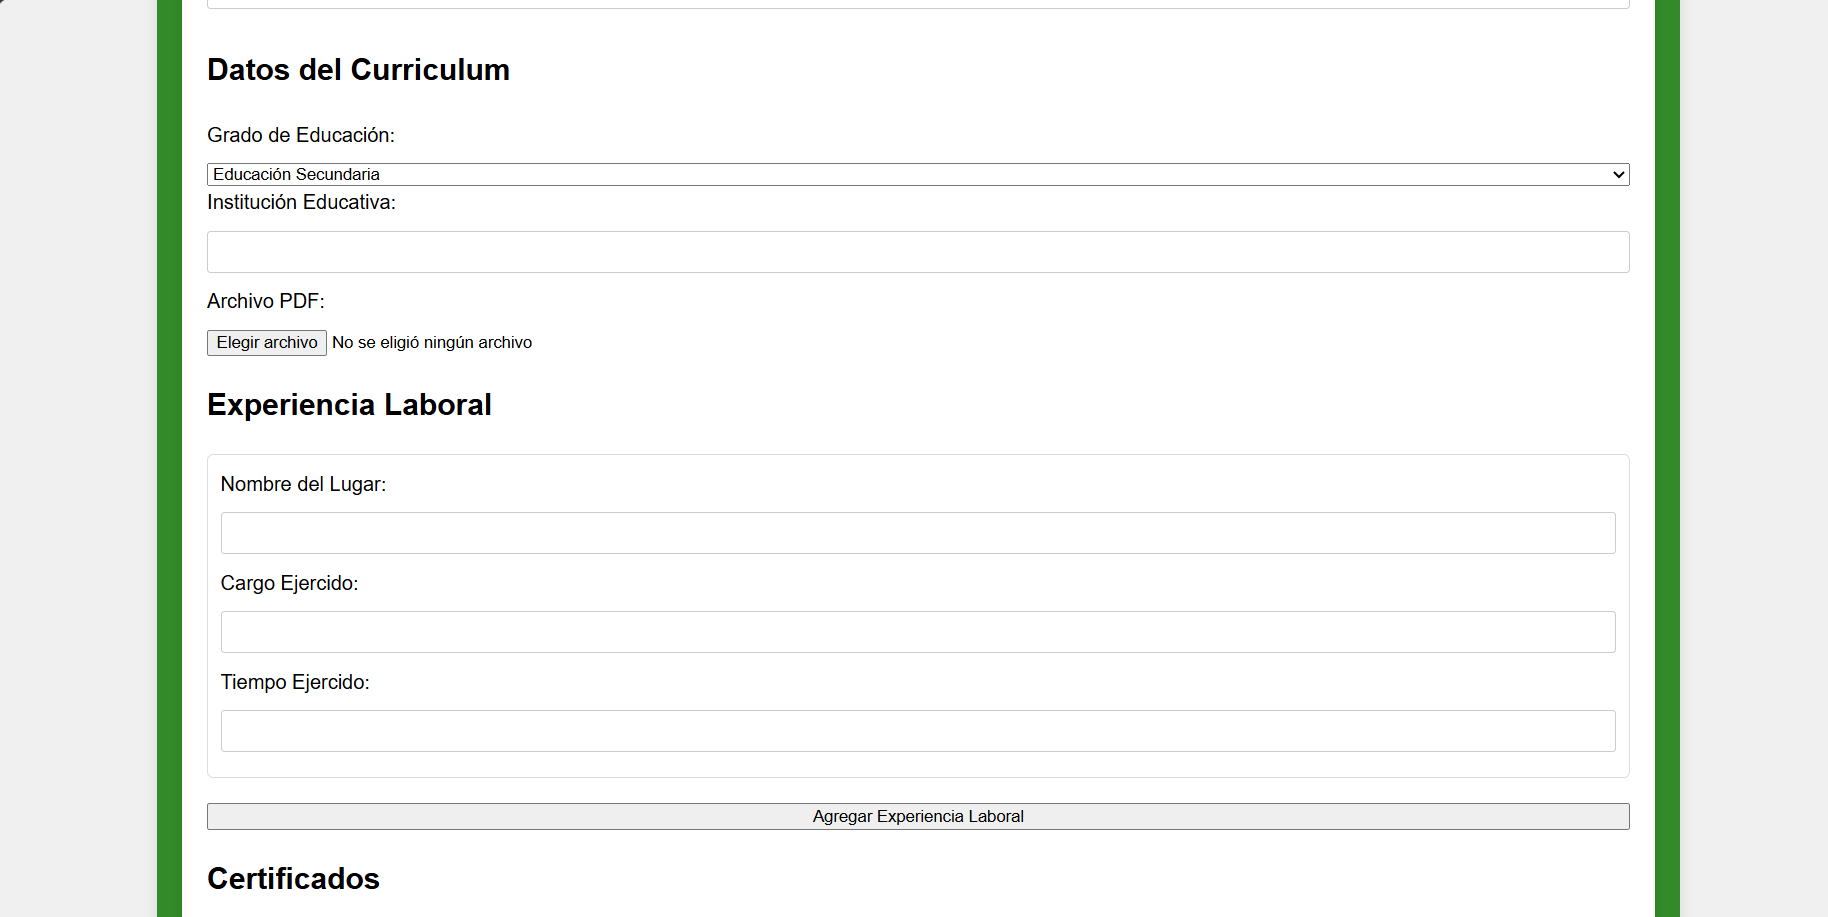 Datos del Curriculum
Grado de Educación:
Educación Secundaria
Institución Educativa:
Archivo PDF:
Elegir archivo No se eligió ningún archivo
Experiencia Laboral
Nombre del Lugar:
Cargo Ejercido:
Tiempo Ejercido:
Agregar Experiencia Laboral
Certificados